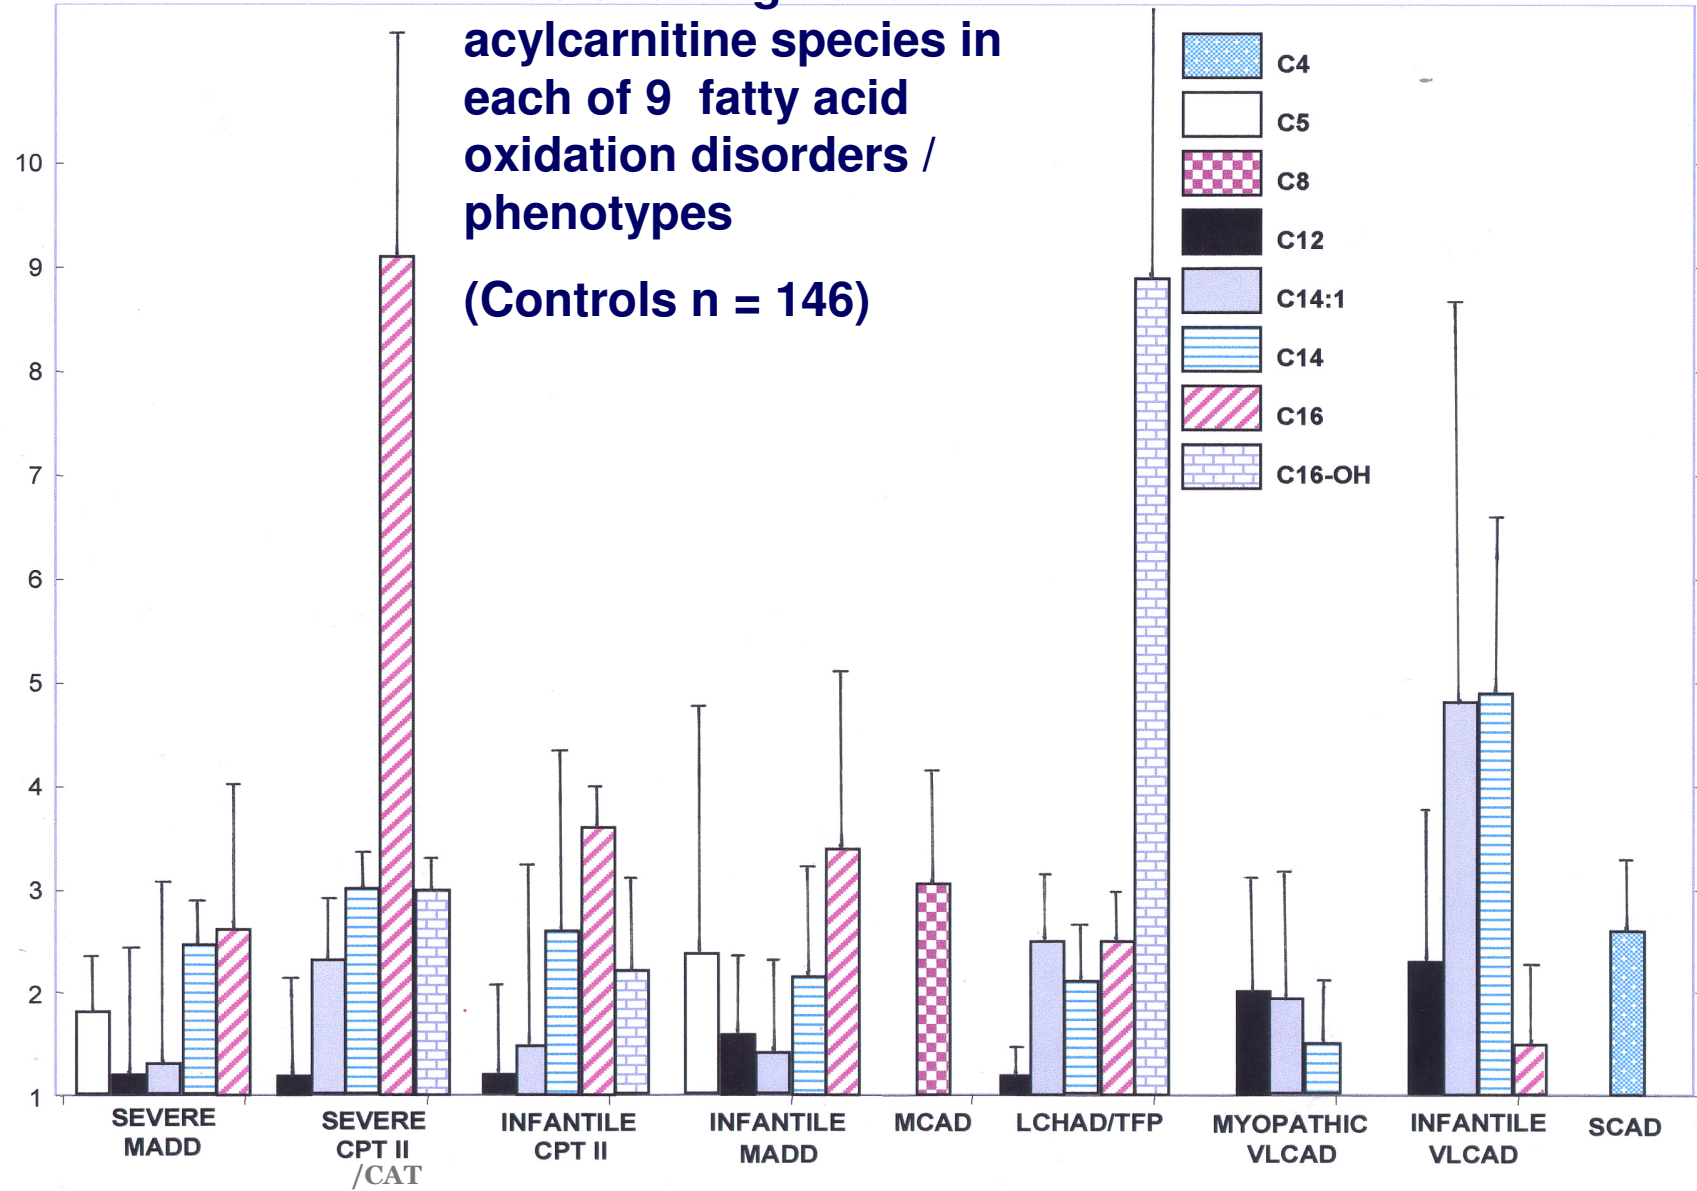 acylcarnitine species in
each of 9 fatty acid
oxidation disorders /
phenotypes
(Controls n = 146)
C4
C5
C8
C12
C14:1
C14
C16
C16-OH
10
9
8
7
6
5
4
3
2
1
SEVERE
MADD
SEVERE
CPT II
/CAT
INFANTILE
CPT II
INFANTILE
MADD
MCAD
LCHAD/TFP
MYOPATHIC
VLCAD
INFANTILE
VLCAD
SCAD